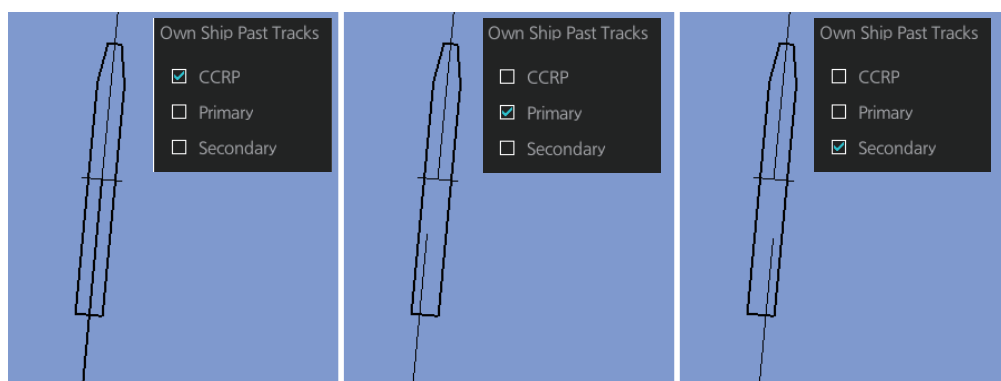 Own Ship Past Tracks
CCRP
Primary
Secondary
Own Ship Past Tracks
CCRP
Primary
Secondary
Own Ship Past Tracks
CCRP
Primary
Secondary